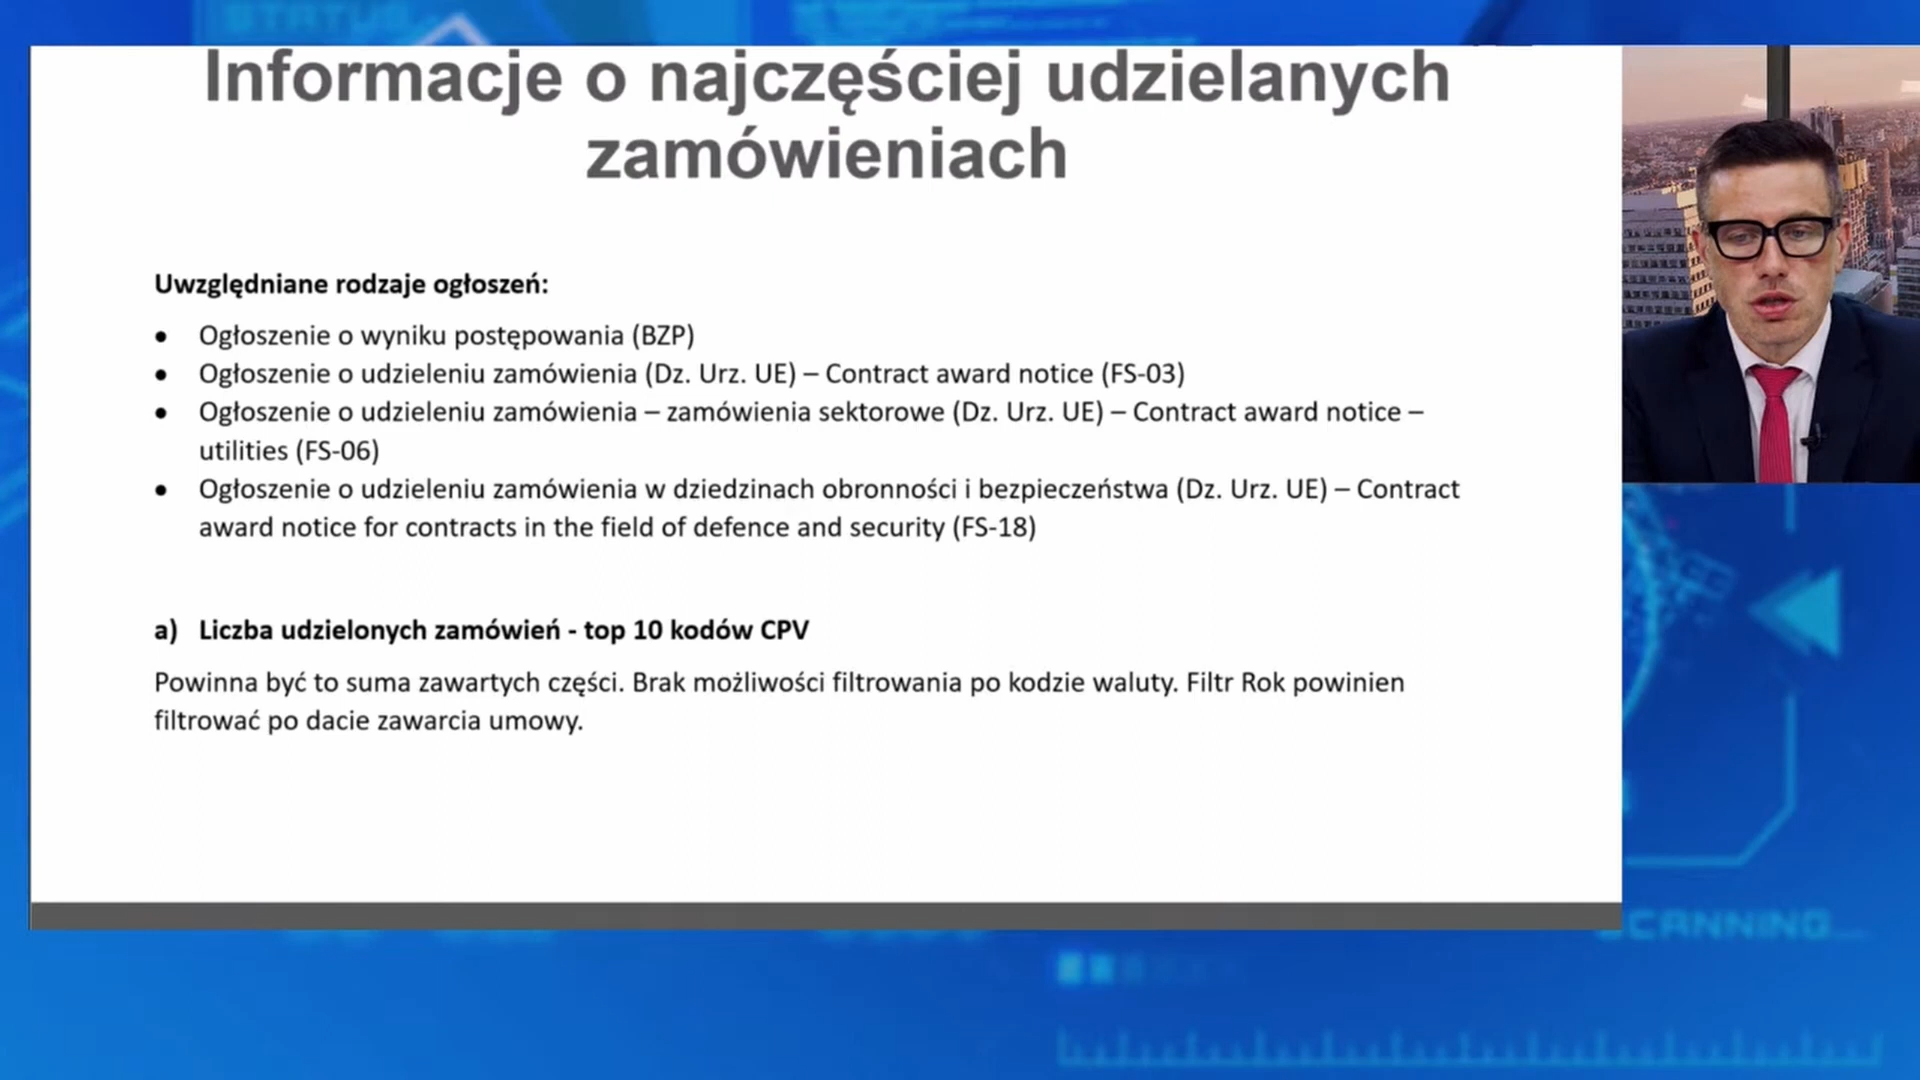 STATUS
Informacje o najczęściej udzielanych
zamówieniach
Uwzględniane rodzaje ogłoszeń:
• Ogłoszenie o wyniku postępowania (BZP)
• Ogłoszenie o udzieleniu zamówienia (Dz. Urz. UE) – Contract award notice (FS-03)
• Ogłoszenie o udzieleniu zamówienia – zamówienia sektorowe (Dz. Urz. UE) – Contract award notice –
utilities (FS-06)
• Ogłoszenie o udzieleniu zamówienia w dziedzinach obronności i bezpieczeństwa (Dz. Urz. UE) – Contract
award notice for contracts in the field of defence and security (FS-18)
a) Liczba udzielonych zamówień - top 10 kodów CPV
Powinna być to suma zawartych części. Brak możliwości filtrowania po kodzie waluty. Filtr Rok powinien
filtrować po dacie zawarcia umowy.
SCANNING